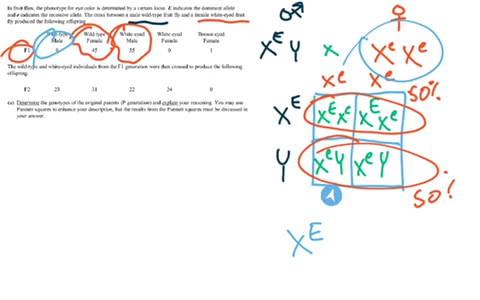 In fruit flies, the phenotype for eye color is determined by a certain locus. E indicates the dominant allele
and e indicates the recessive allele. The cross between a male wild-type fruit fly and a female white-eyed fruit
fly produced the following offspring.
Wild-type Wild-type White-eyed White-eyed Brown-eyed
Male Female Male Female Female
F1 45 55 0 1
The wild-type and white-eyed individuals from the F1 generation were then crossed to produce the following
offspring.
F2 23 31 22 24 0
(a) Determine the genotypes of the original parents (P generation) and explain your reasoning. You may use
Punnett squares to enhance your description, but the results from the Punnett squares must be discussed in
your answer.
♂ ♀
X^E Y x X^e X^e
X^e X^e
50%
X^E X^E X^e X^E X^e
Y X^e Y X^e Y
50%
X^E